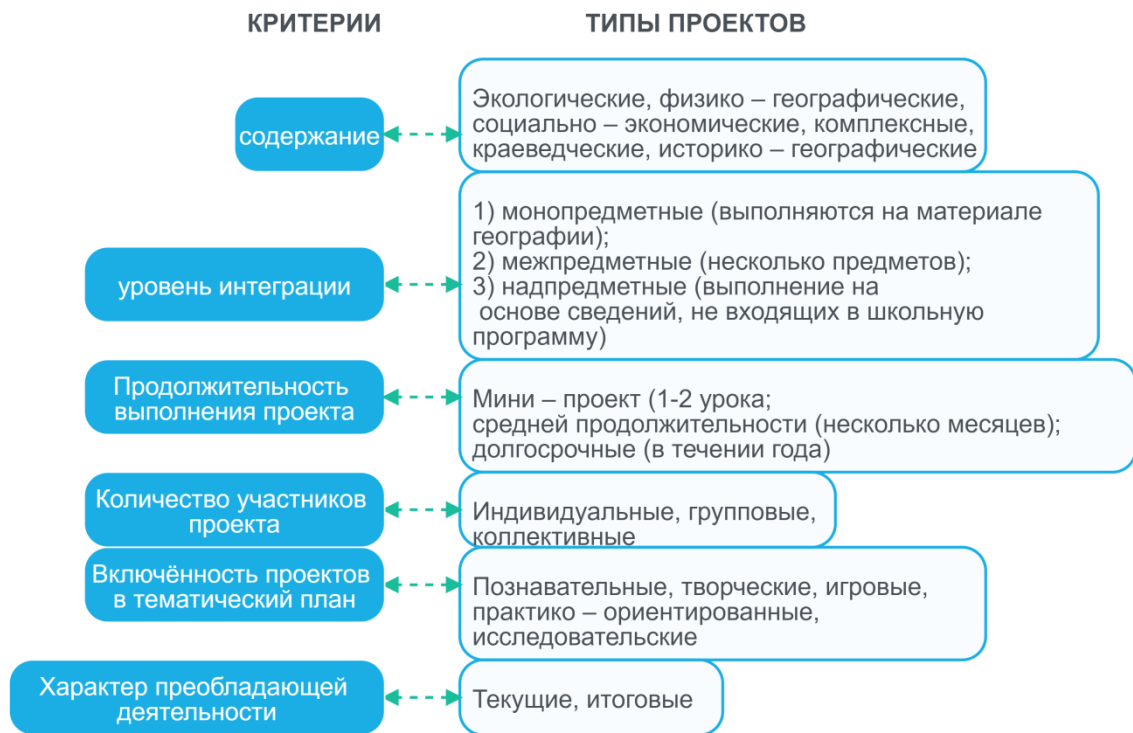 КРИТЕРИИ
ТИПЫ ПРОЕКТОВ
содержание
Экологические, физико – географические,
социально – экономические, комплексные,
краеведческие, историко – географические
уровень интеграции
1) монопредметные (выполняются на материале
географии);
2) межпредметные (несколько предметов);
3) надпредметные (выполнение на
основе сведений, не входящих в школьную
программу)
Продолжительность
выполнения проекта
Мини – проект (1-2 урока;
средней продолжительности (несколько месяцев);
долгосрочные (в течении года)
Количество участников
проекта
Индивидуальные, групповые,
коллективные
Включённость проектов
в тематический план
Познавательные, творческие, игровые,
практико – ориентированные,
исследовательские
Характер преобладающей
деятельности
Текущие, итоговые